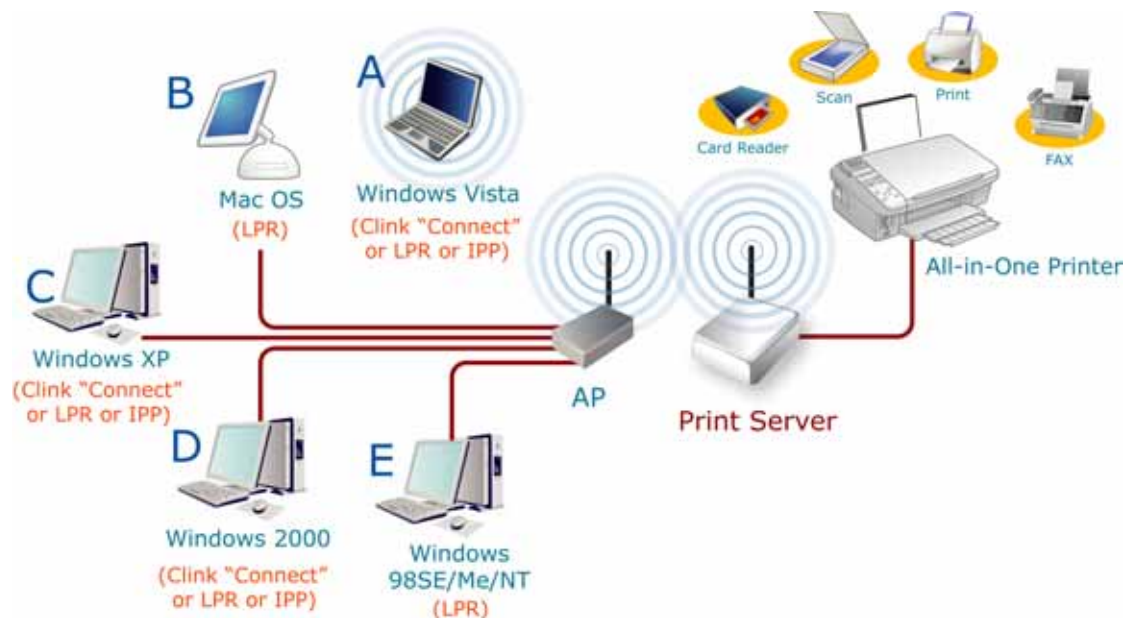 A
B
Scan
Print
Card Reader
FAX
Mac OS
(LPR)
Windows Vista
(Clink "Connect"
or LPR or IPP)
All-in-One Printer
C
Windows XP
(Clink "Connect"
or LPR or IPP)
AP
Print Server
D
Windows 2000
(Clink "Connect"
or LPR or IPP)
E
Windows
98SE/Me/NT
(LPR)